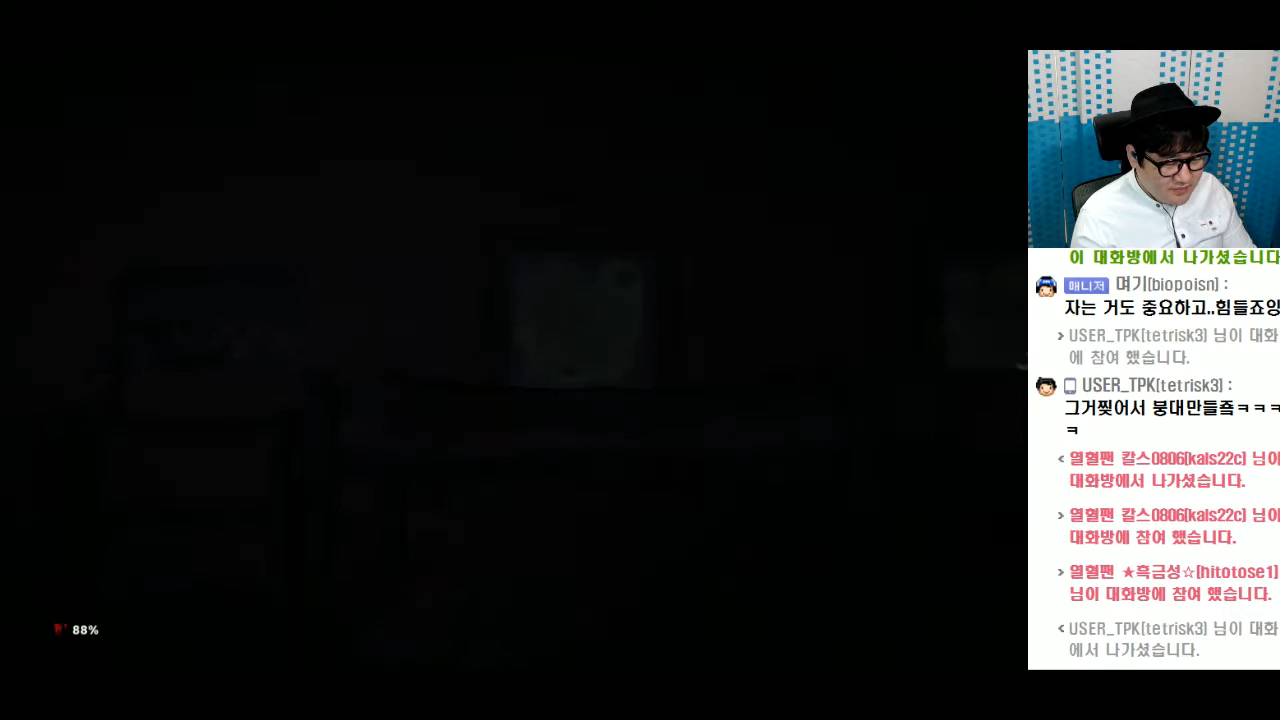 이 대화방에서 나가셨습니다
매니저 며기[biopoisn] :
자는 거도 중요하고..힘들죠잉
> USER_TPK[tetrisk3] 님이 대화
에 참여 했습니다.
USER_TPK[tetrisk3] :
그거찢어서 붕대만들죸ㅋㅋㅋ
ㅋ
< 열혈팬 칼스0806[kals22c] 님이
대화방에서 나가셨습니다.
> 열혈팬 칼스0806[kals22c] 님이
대화방에 참여 했습니다.
> 열혈팬 ★흑금성☆[hitotose1]
님이 대화방에 참여 했습니다.
< USER_TPK[tetrisk3] 님이 대화
에서 나가셨습니다.
88%